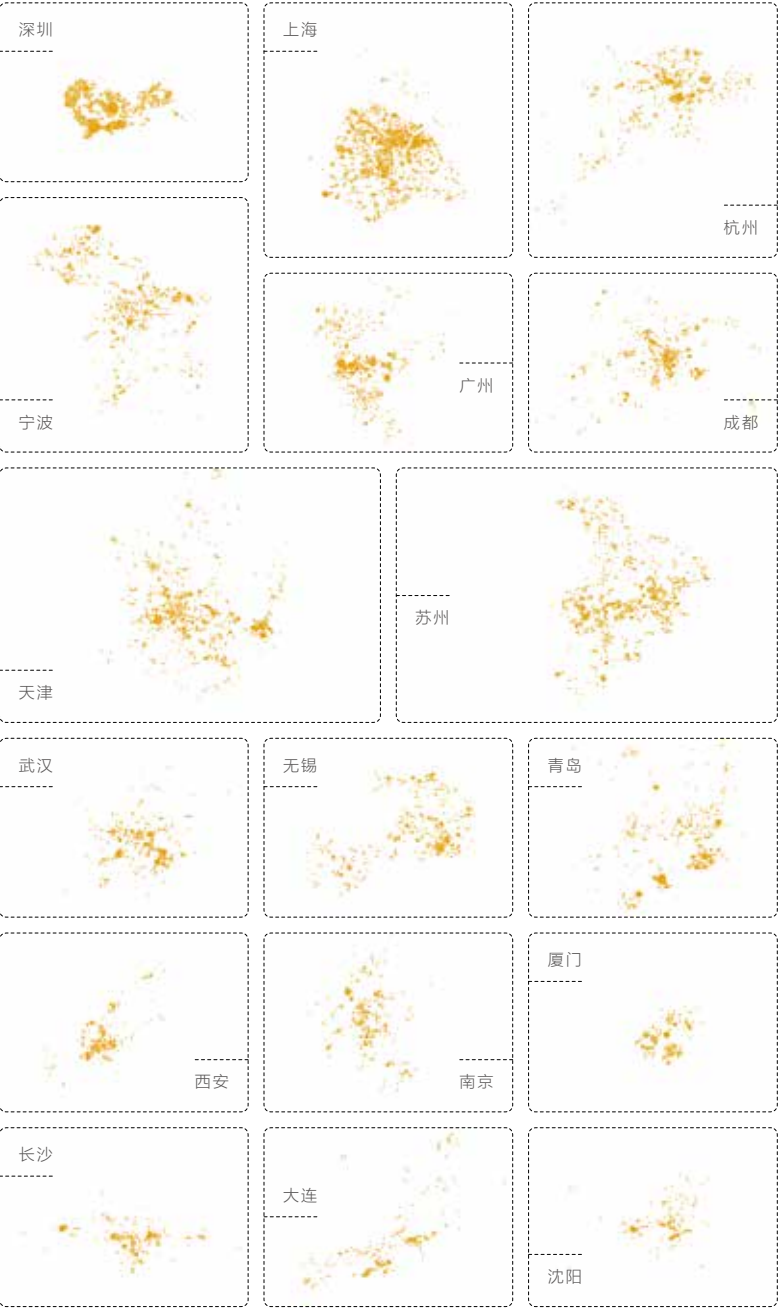 深圳
上海
杭州
宁波
广州
成都
天津
苏州
武汉
无锡
青岛
西安
南京
厦门
长沙
大连
沈阳